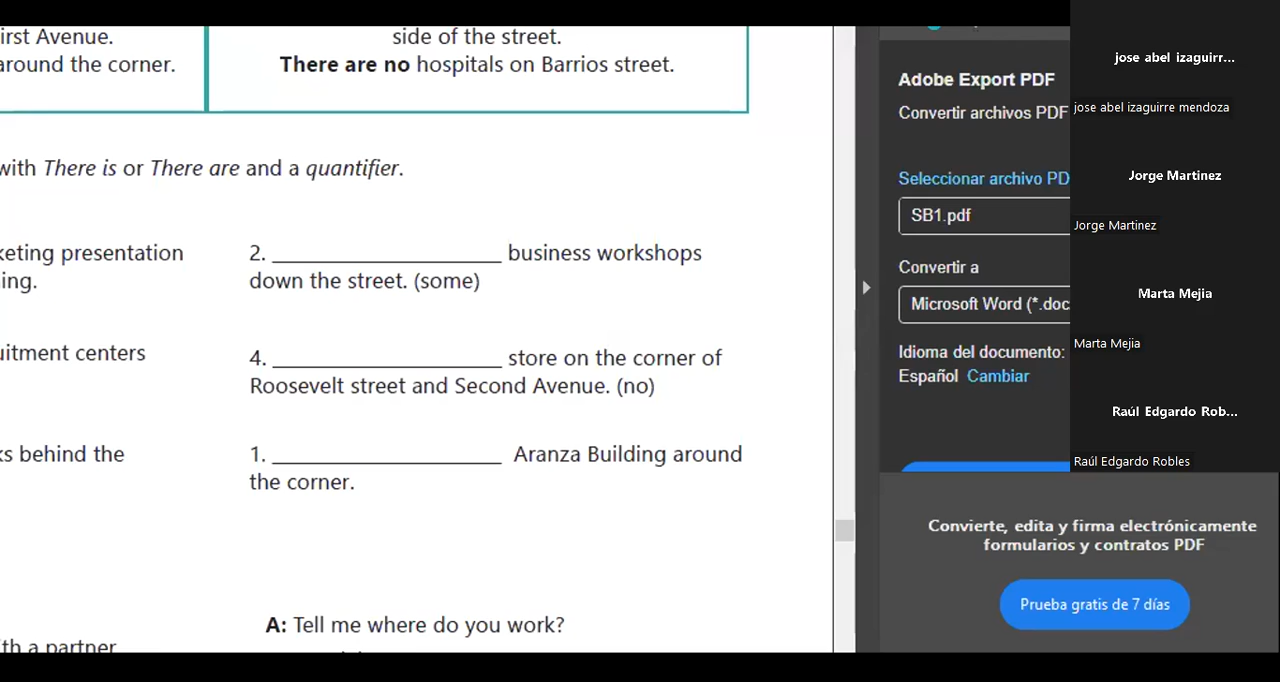 irst Avenue.
around the corner.
side of the street.
There are no hospitals on Barrios street.
with There is or There are and a quantifier.
keting presentation
ing.
2. ____________________ business workshops
down the street. (some)
uitment centers
4. ____________________ store on the corner of
Roosevelt street and Second Avenue. (no)
ks behind the
1. ____________________ Aranza Building around
the corner.
A: Tell me where do you work?
th a partner
Adobe Export PDF
Convertir archivos PDF
Seleccionar archivo PD
SB1.pdf
Convertir a
Microsoft Word (*.doc
Idioma del documento:
Español Cambiar
Convierte, edita y firma electrónicamente
formularios y contratos PDF
Prueba gratis de 7 días
jose abel izaguirr...
jose abel izaguirre mendoza
Jorge Martinez
Jorge Martinez
Marta Mejia
Marta Mejia
Raúl Edgardo Rob...
Raúl Edgardo Robles